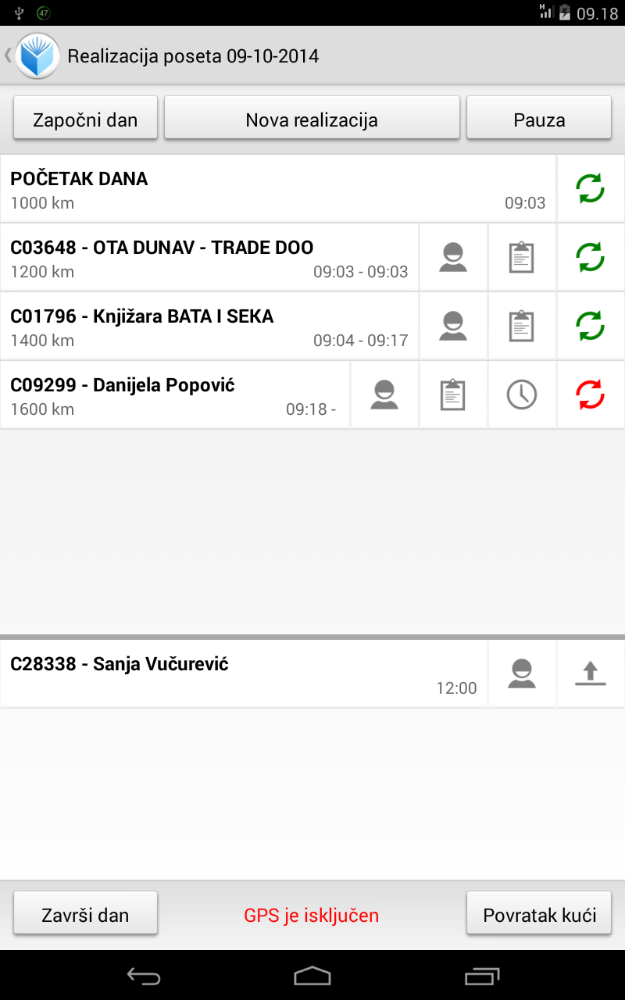 47
H
09.18
Realizacija poseta 09-10-2014
Započni dan
Nova realizacija
Pauza
POČETAK DANA
1000 km
09:03
C03648 - OTA DUNAV - TRADE DOO
1200 km
09:03 - 09:03
C01796 - Knjižara BATA I SEKA
1400 km
09:04 - 09:17
C09299 - Danijela Popović
1600 km
09:18 -
C28338 - Sanja Vučurević
12:00
Završi dan
GPS je isključen
Povratak kući